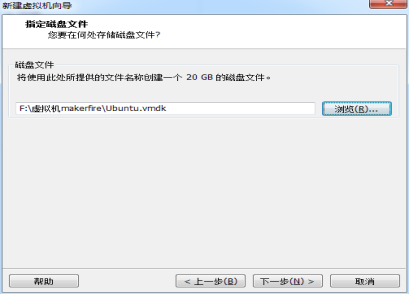 新建虚拟机向导
指定磁盘文件
您要在何处存储磁盘文件?
磁盘文件
将使用此处所提供的文件名称创建一个 20 GB 的磁盘文件。
F:\虚拟机makerfire\Ubuntu.vmdk
浏览(R)...
帮助
< 上一步(B)
下一步(N) >
取消